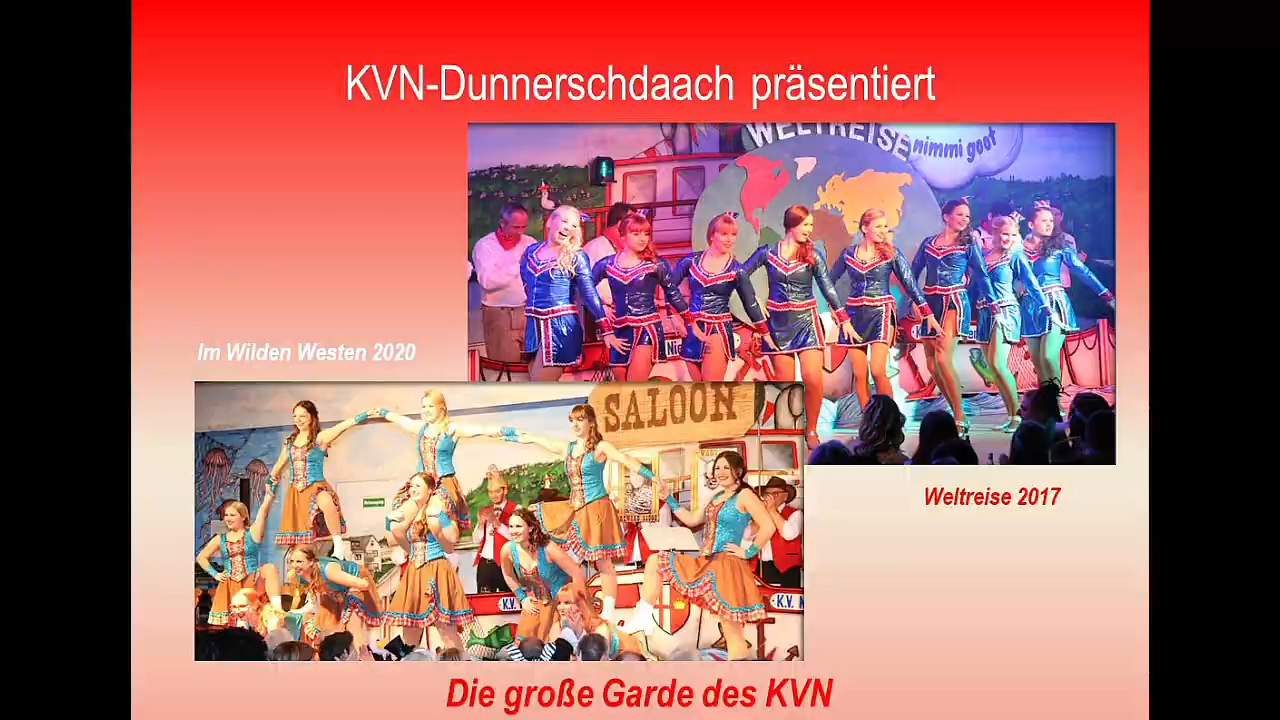 KVN-Dunnerschdaach präsentiert
WELTREISE
nimmi goot
Im Wilden Westen 2020
SALOON
Weltreise 2017
K.V.
K.V.
Die große Garde des KVN